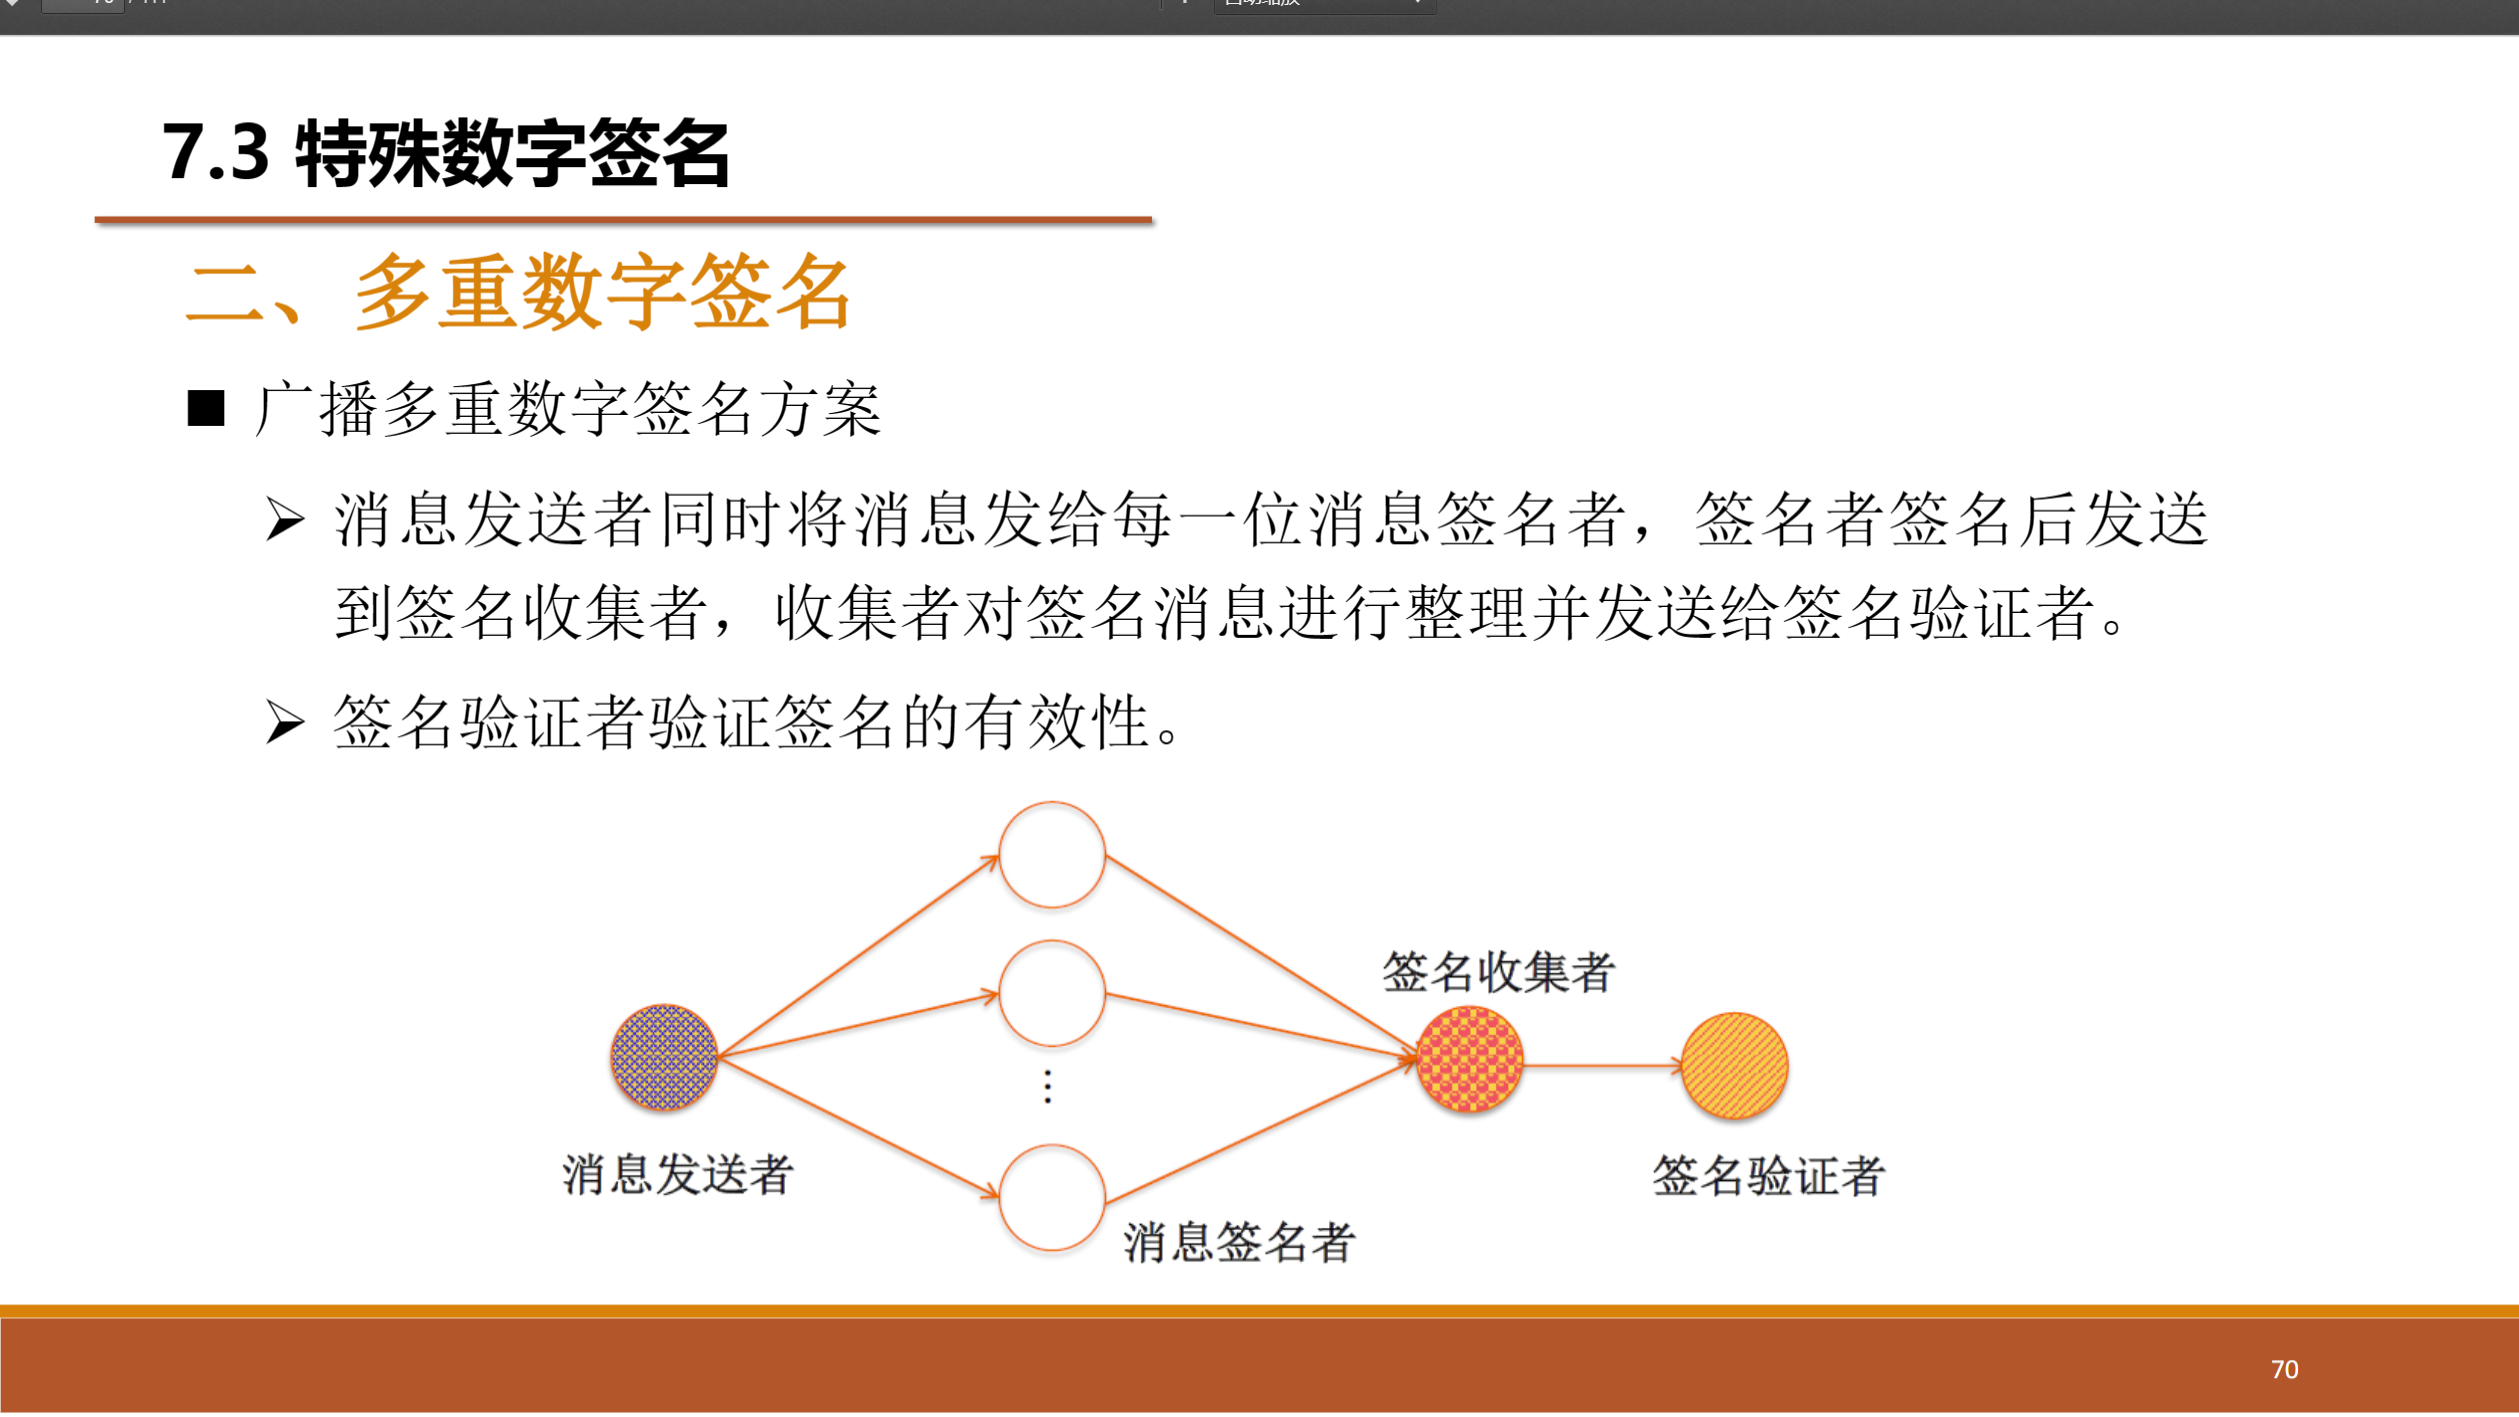 7.3 特殊数字签名
二、多重数字签名
■ 广播多重数字签名方案
➢ 消息发送者同时将消息发给每一位消息签名者，签名者签名后发送
到签名收集者，收集者对签名消息进行整理并发送给签名验证者。
➢ 签名验证者验证签名的有效性。
签名收集者
⋮
消息发送者
签名验证者
消息签名者
70